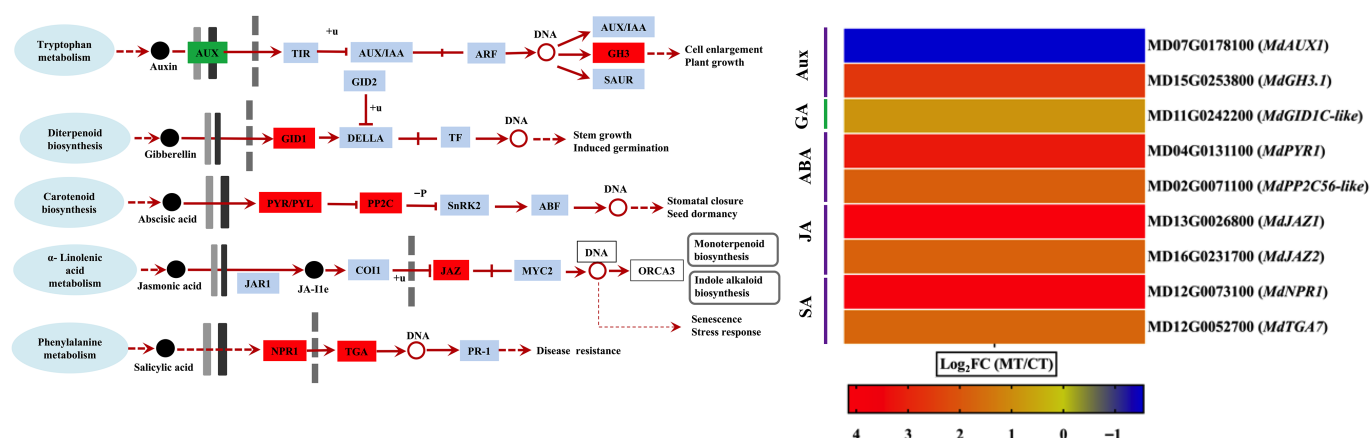 Tryptophan
metabolism
Auxin
AUX
TIR
+u
AUX/IAA
ARF
DNA
AUX/IAA
GH3
SAUR
Cell enlargement
Plant growth
GID2
+u
Diterpenoid
biosynthesis
Gibberellin
GID1
DELLA
TF
DNA
Stem growth
Induced germination
Carotenoid
biosynthesis
Abscisic acid
PYR/PYL
PP2C
−P
SnRK2
ABF
DNA
Stomatal closure
Seed dormancy
α- Linolenic
acid
metabolism
Jasmonic acid
JAR1
JA-I1e
COI1
+u
JAZ
MYC2
DNA
ORCA3
Monoterpenoid
biosynthesis
Indole alkaloid
biosynthesis
Senescence
Stress response
Phenylalanine
metabolism
Salicylic acid
NPR1
TGA
DNA
PR-1
Disease resistance
Aux
GA
ABA
JA
SA
MD07G0178100 (MdAUX1)
MD15G0253800 (MdGH3.1)
MD11G0242200 (MdGID1C-like)
MD04G0131100 (MdPYR1)
MD02G0071100 (MdPP2C56-like)
MD13G0026800 (MdJAZ1)
MD16G0231700 (MdJAZ2)
MD12G0073100 (MdNPR1)
MD12G0052700 (MdTGA7)
Log₂FC (MT/CT)
4 3 2 1 0 −1